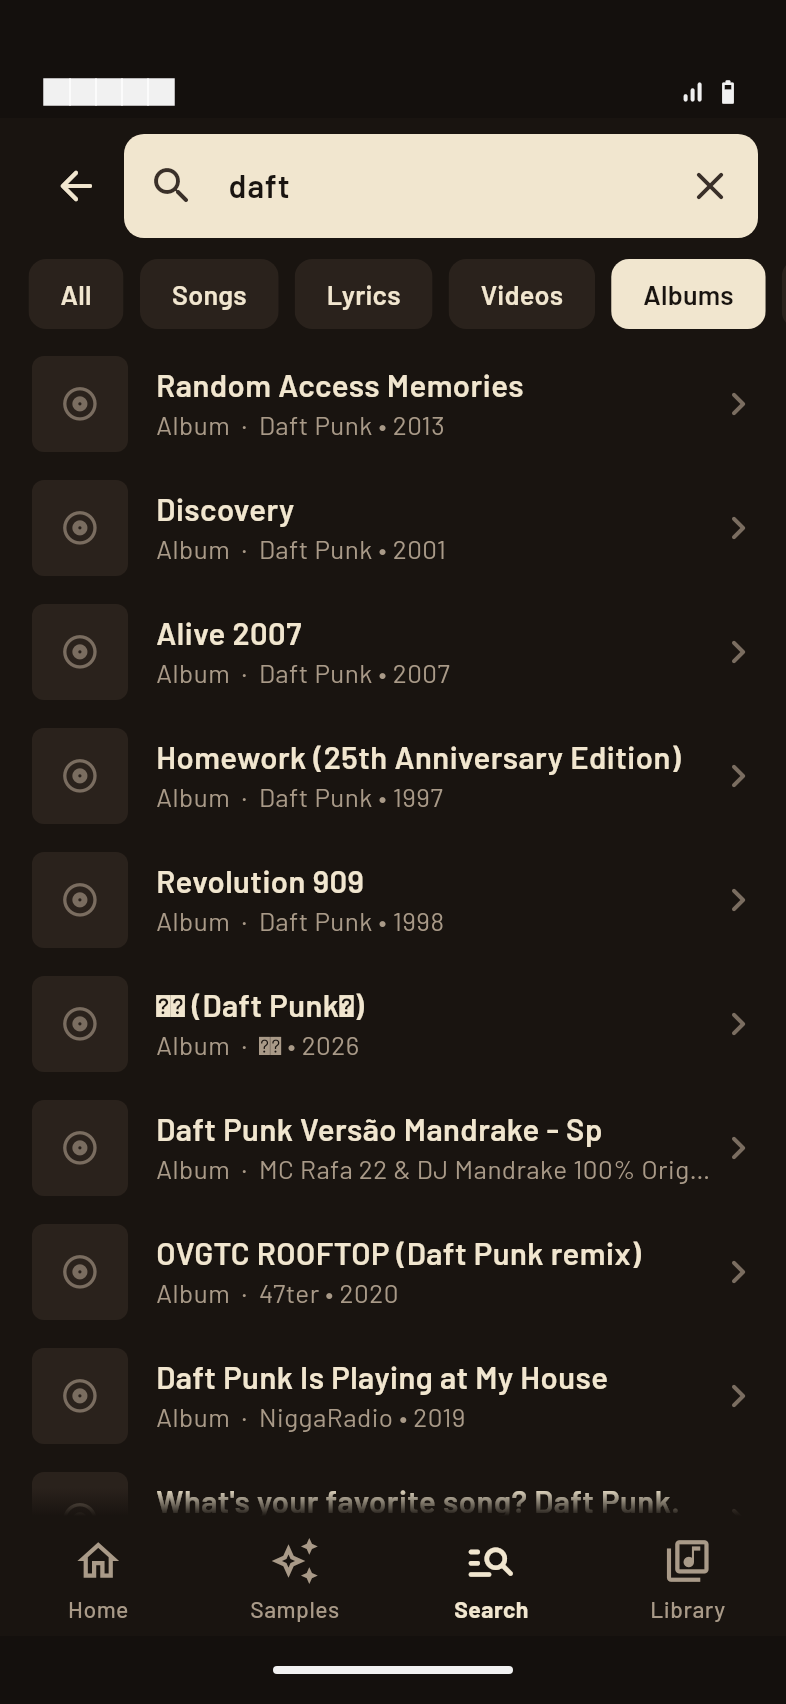 daft
All
Songs
Lyrics
Videos
Albums
Random Access Memories
Album · Daft Punk • 2013
Discovery
Album · Daft Punk • 2001
Alive 2007
Album · Daft Punk • 2007
Homework (25th Anniversary Edition)
Album · Daft Punk • 1997
Revolution 909
Album · Daft Punk • 1998
(Daft Punk)
Album · • 2026
Daft Punk Versão Mandrake - Sp
Album · MC Rafa 22 & DJ Mandrake 100% Orig...
OVGTC ROOFTOP (Daft Punk remix)
Album · 47ter • 2020
Daft Punk Is Playing at My House
Album · NiggaRadio • 2019
What's your favorite song? Daft Punk.
Home
Samples
Search
Library